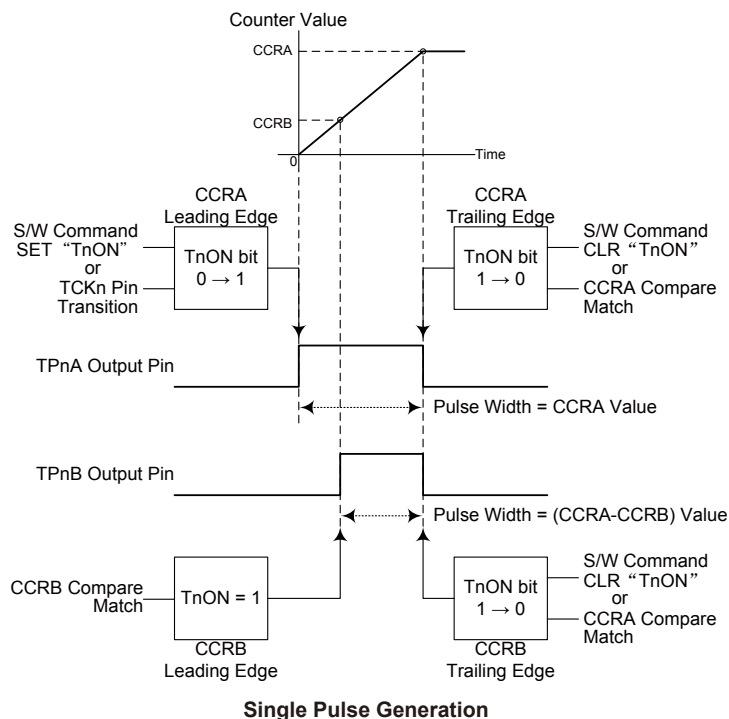 Counter Value
CCRA
CCRB
0
Time
CCRA
Leading Edge
S/W Command
SET “TnON”
or
TCKn Pin
Transition
TnON bit
0 → 1
CCRA
Trailing Edge
TnON bit
1 → 0
S/W Command
CLR “TnON”
or
CCRA Compare
Match
TPnA Output Pin
Pulse Width = CCRA Value
TPnB Output Pin
Pulse Width = (CCRA-CCRB) Value
CCRB Compare
Match
TnON = 1
CCRB
Leading Edge
TnON bit
1 → 0
CCRB
Trailing Edge
S/W Command
CLR “TnON”
or
CCRA Compare
Match
Single Pulse Generation